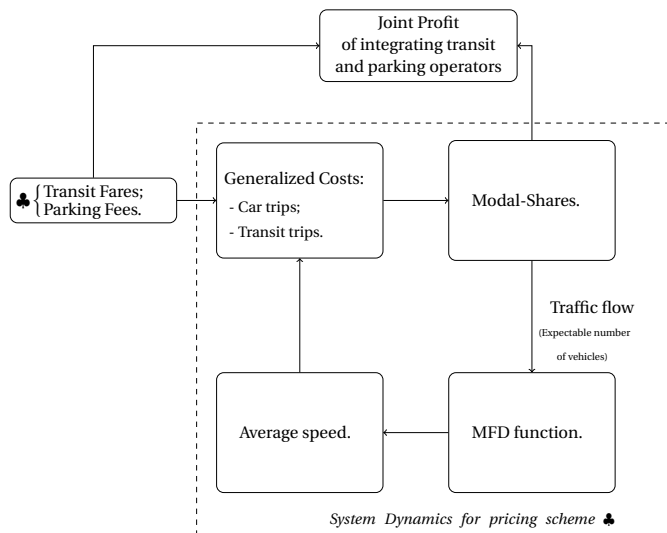 Joint Profit
of integrating transit
and parking operators
♣ { Transit Fares;
Parking Fees.
Generalized Costs:
- Car trips;
- Transit trips.
Modal-Shares.
Traffic flow
(Expectable number
of vehicles)
Average speed.
MFD function.
System Dynamics for pricing scheme ♣